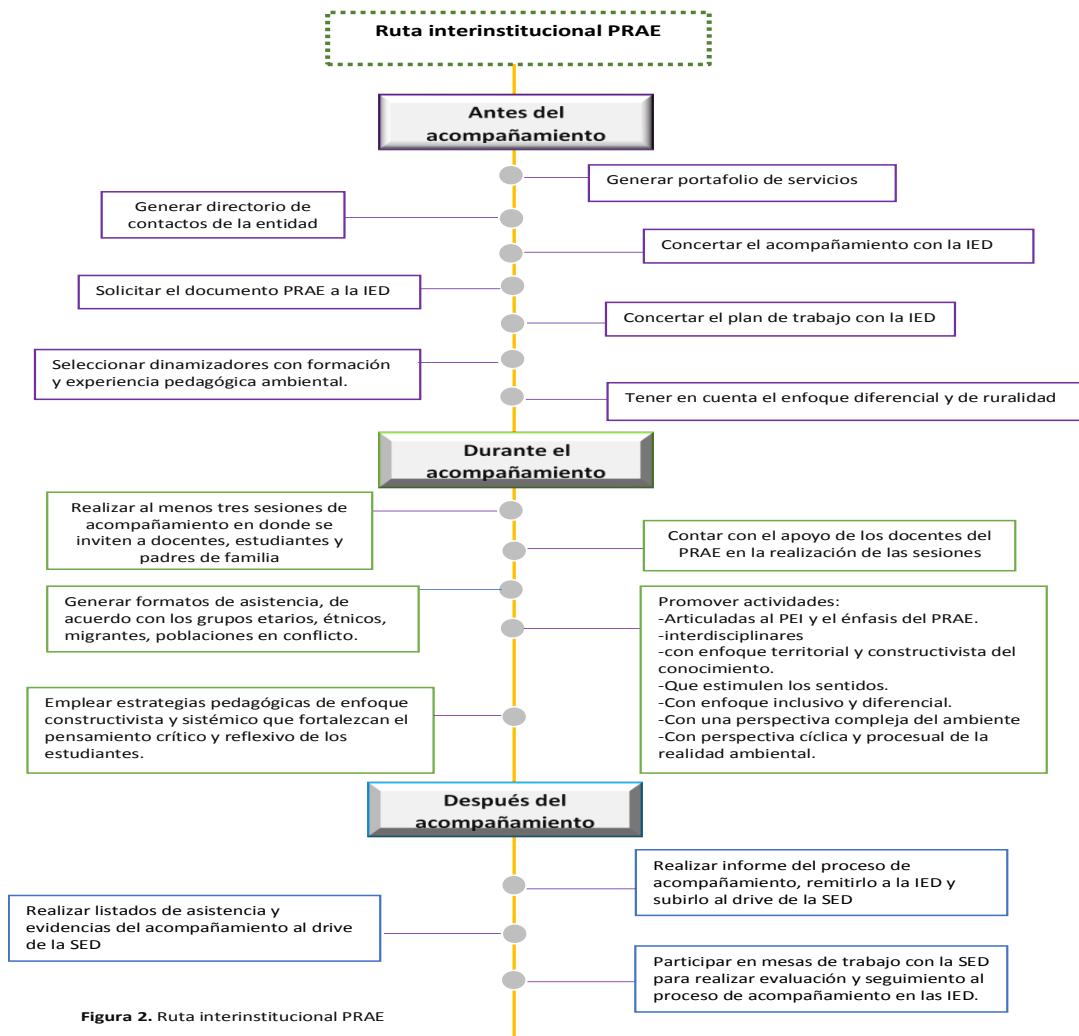 Ruta interinstitucional PRAE
Antes del
acompañamiento
Generar portafolio de servicios
Generar directorio de
contactos de la entidad
Concertar el acompañamiento con la IED
Solicitar el documento PRAE a la IED
Concertar el plan de trabajo con la IED
Seleccionar dinamizadores con formación
y experiencia pedagógica ambiental.
Tener en cuenta el enfoque diferencial y de ruralidad
Durante el
acompañamiento
Realizar al menos tres sesiones de
acompañamiento en donde se
inviten a docentes, estudiantes y
padres de familia
Contar con el apoyo de los docentes del
PRAE en la realización de las sesiones
Generar formatos de asistencia, de
acuerdo con los grupos etarios, étnicos,
migrantes, poblaciones en conflicto.
Promover actividades:
-Articuladas al PEI y el énfasis del PRAE.
-interdisciplinares
-con enfoque territorial y constructivista del
conocimiento.
-Que estimulen los sentidos.
-Con enfoque inclusivo y diferencial.
-Con una perspectiva compleja del ambiente
-Con perspectiva cíclica y procesual de la
realidad ambiental.
Emplear estrategias pedagógicas de enfoque
constructivista y sistémico que fortalezcan el
pensamiento crítico y reflexivo de los
estudiantes.
Después del
acompañamiento
Realizar informe del proceso de
acompañamiento, remitirlo a la IED y
subirlo al drive de la SED
Realizar listados de asistencia y
evidencias del acompañamiento al drive
de la SED
Participar en mesas de trabajo con la SED
para realizar evaluación y seguimiento al
proceso de acompañamiento en las IED.
Figura 2. Ruta interinstitucional PRAE